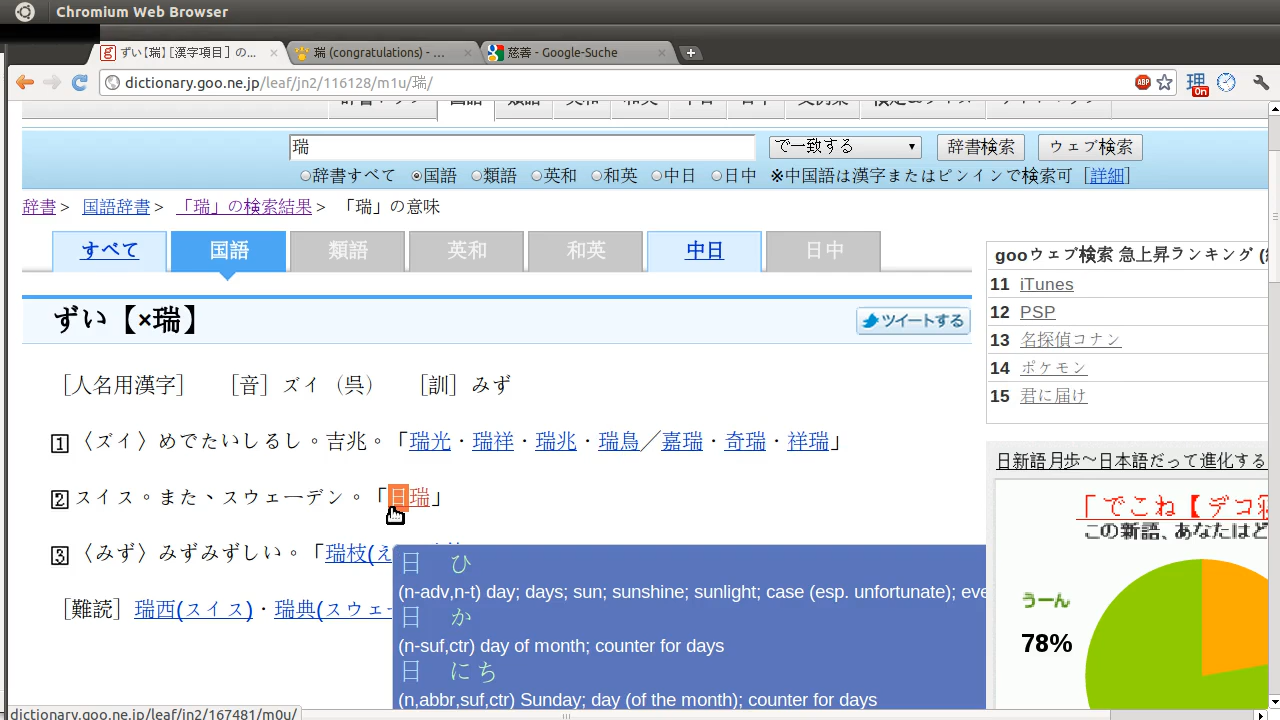 Chromium Web Browser
ずい【瑞】[漢字項目] の...
瑞 (congratulations) - ...
慈善 - Google-Suche
dictionary.goo.ne.jp/leaf/jn2/116128/m1u/瑞/
ABP
理 On
瑞
で一致する
辞書検索
ウェブ検索
辞書すべて 国語 類語 英和 和英 中日 日中 ※中国語は漢字またはピンインで検索可 [詳細]
辞書 > 国語辞書 > 「瑞」の検索結果 > 「瑞」の意味
すべて 国語 類語 英和 和英 中日 日中
ずい【×瑞】
ツイートする
［人名用漢字］ ［音］ズイ（呉） ［訓］みず
1 〈ズイ〉めでたいしるし。吉兆。「瑞光・瑞祥・瑞兆・瑞鳥／嘉瑞・奇瑞・祥瑞」
2 スイス。また、スウェーデン。「日瑞」
3 〈みず〉みずみずしい。「瑞枝(え
［難読］瑞西(スイス)・瑞典(スウェー
日 ひ
(n-adv,n-t) day; days; sun; sunshine; sunlight; case (esp. unfortunate); eve
日 か
(n-suf,ctr) day of month; counter for days
日 にち
(n,abbr,suf,ctr) Sunday; day (of the month); counter for days
gooウェブ検索 急上昇ランキング
11 iTunes
12 PSP
13 名探偵コナン
14 ポケモン
15 君に届け
日新語 月歩～日本語だって進化する
「でこね【デコ
この新語、あなたはど
うーん
78%
dictionary.goo.ne.jp/leaf/jn2/167481/m0u/